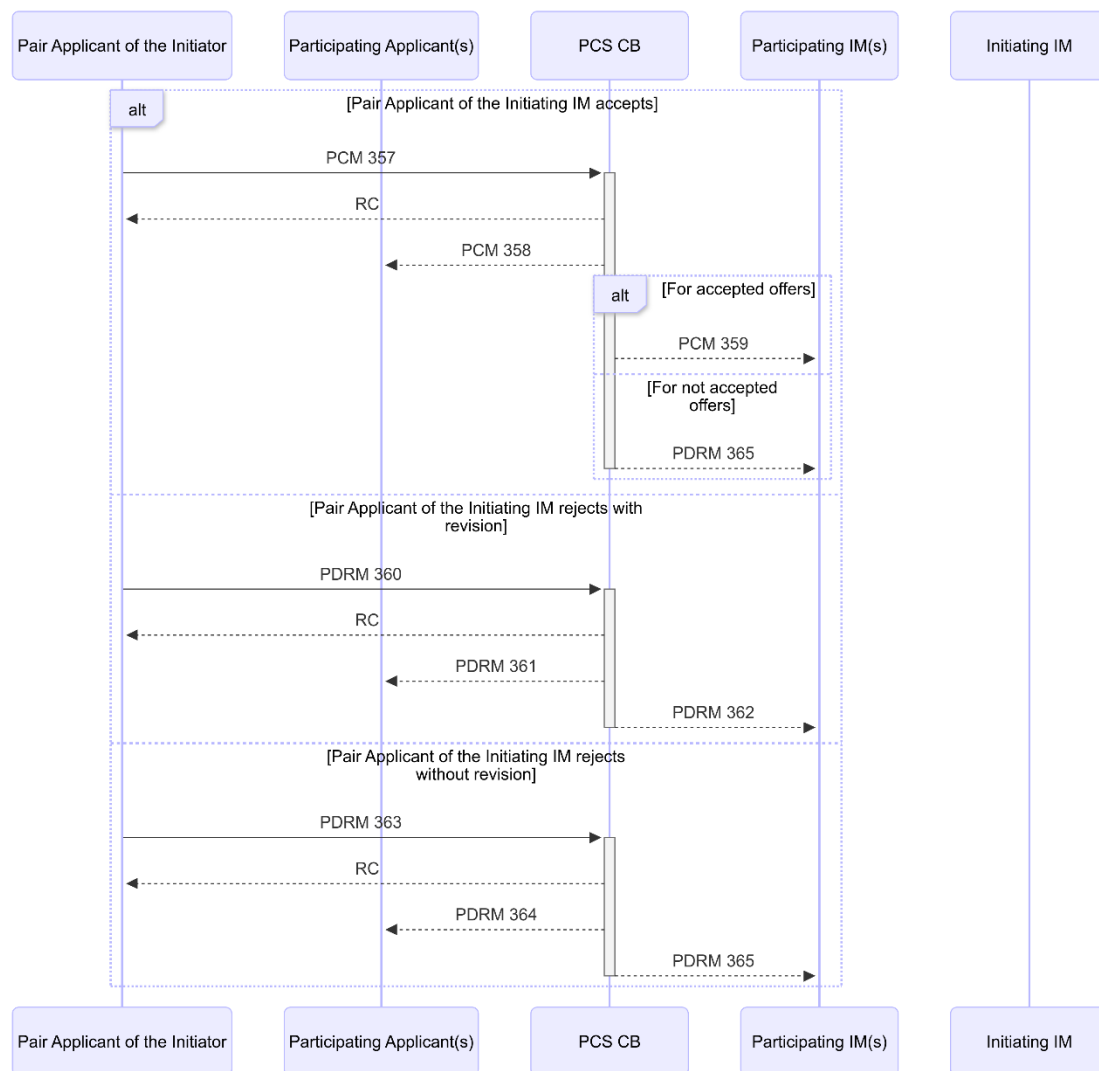 Pair Applicant of the Initiator
Participating Applicant(s)
PCS CB
Participating IM(s)
Initiating IM
alt
[Pair Applicant of the Initiating IM accepts]
PCM 357
RC
PCM 358
alt
[For accepted offers]
PCM 359
[For not accepted
offers]
PDRM 365
[Pair Applicant of the Initiating IM rejects with
revision]
PDRM 360
RC
PDRM 361
PDRM 362
[Pair Applicant of the Initiating IM rejects
without revision]
PDRM 363
RC
PDRM 364
PDRM 365
Pair Applicant of the Initiator
Participating Applicant(s)
PCS CB
Participating IM(s)
Initiating IM